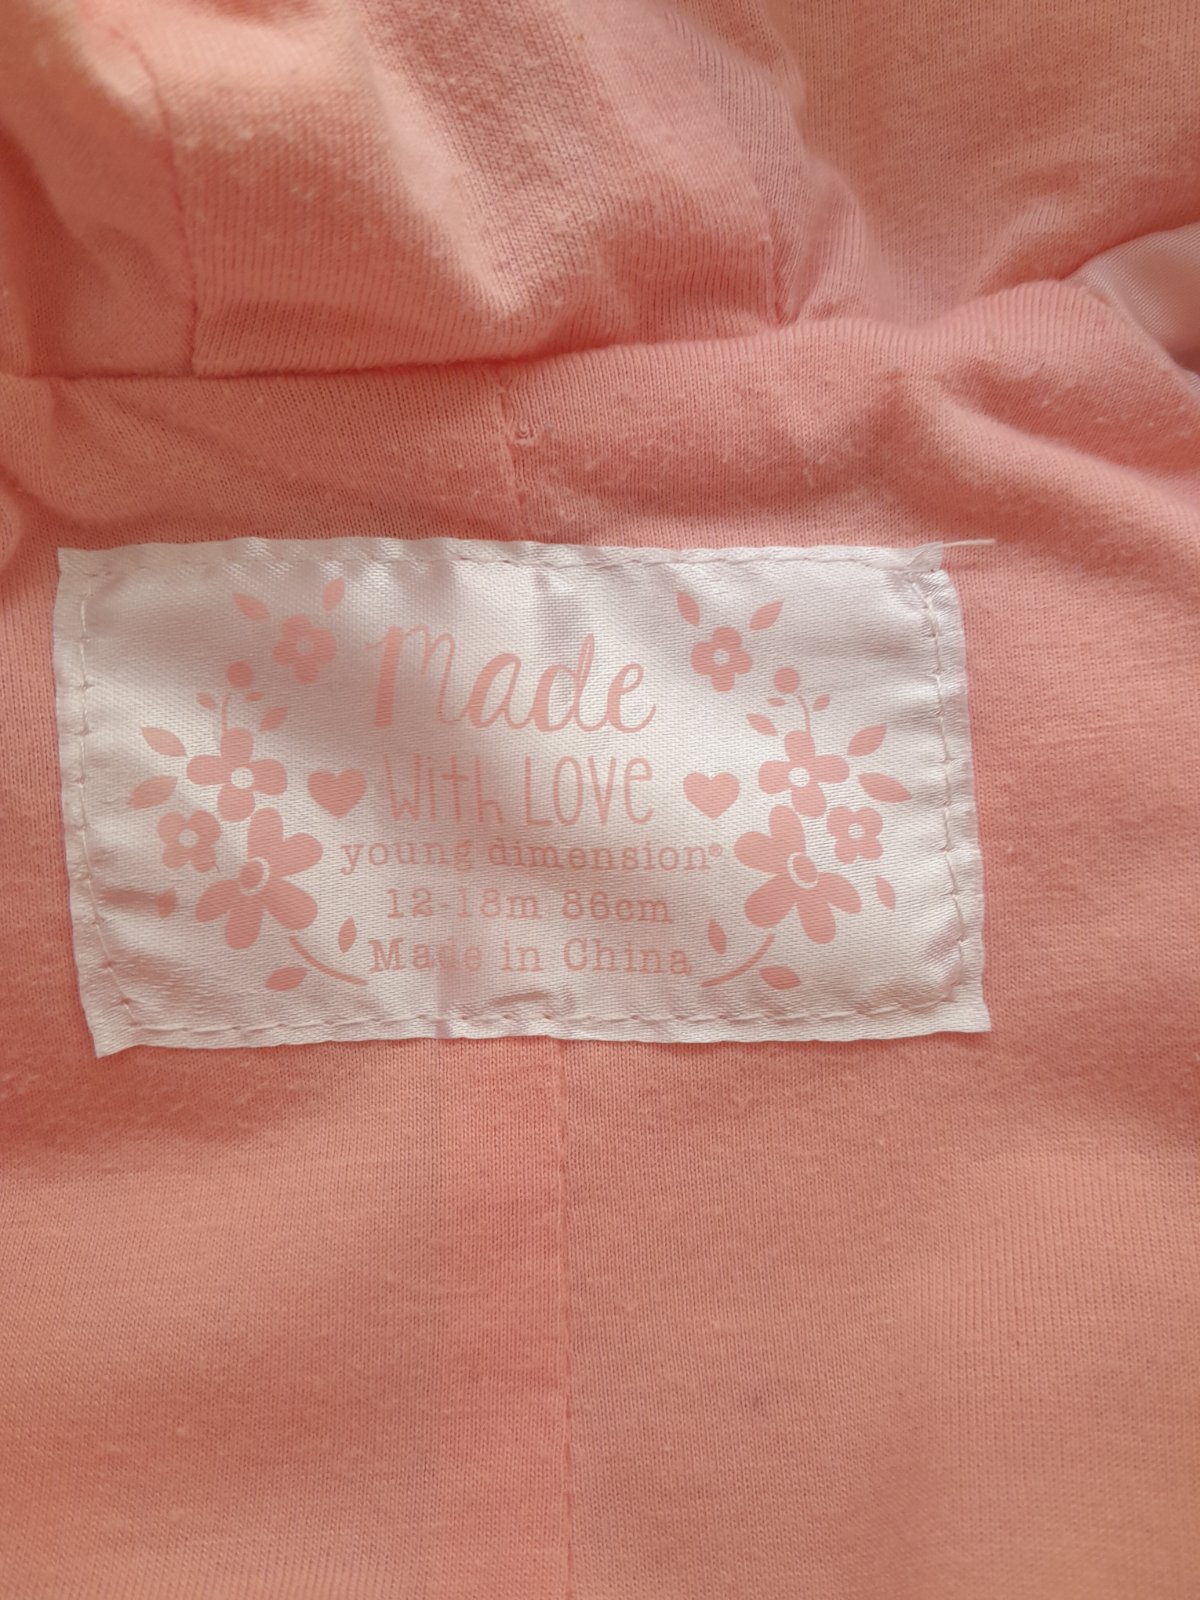 Made
With LOVe
young dimension®
12-18m 86cm
Made in China